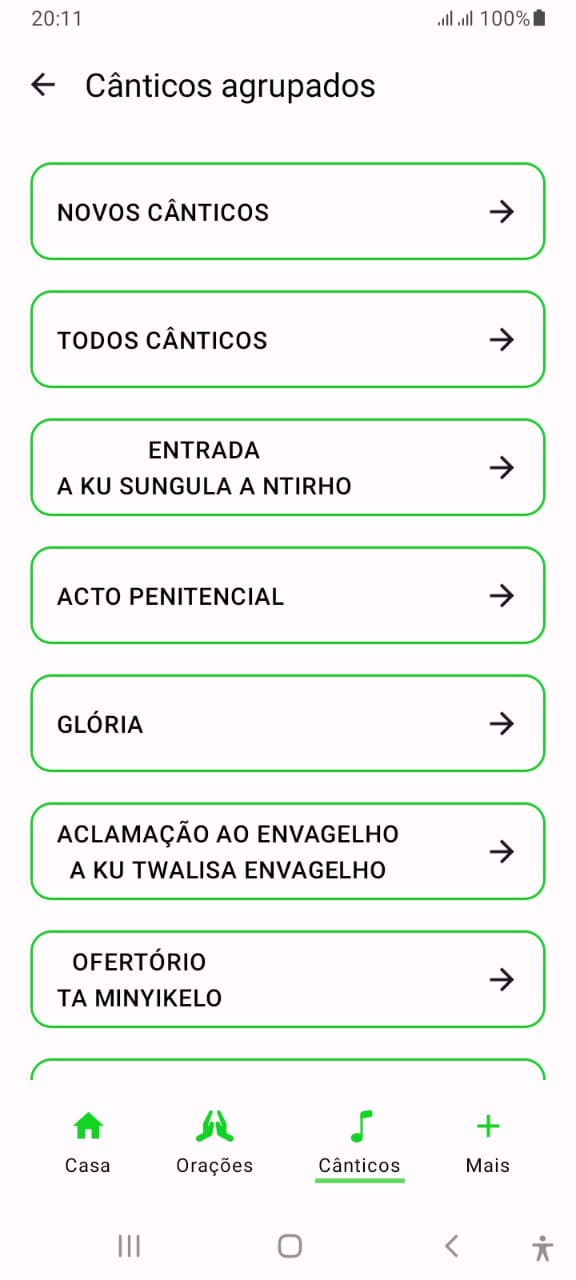 20:11
100%
Cânticos agrupados
NOVOS CÂNTICOS
TODOS CÂNTICOS
ENTRADA
A KU SUNGULA A NTIRHO
ACTO PENITENCIAL
GLÓRIA
ACLAMAÇÃO AO ENVAGELHO
A KU TWALISA ENVAGELHO
OFERTÓRIO
TA MINYIKELO
Casa
Orações
Cânticos
Mais